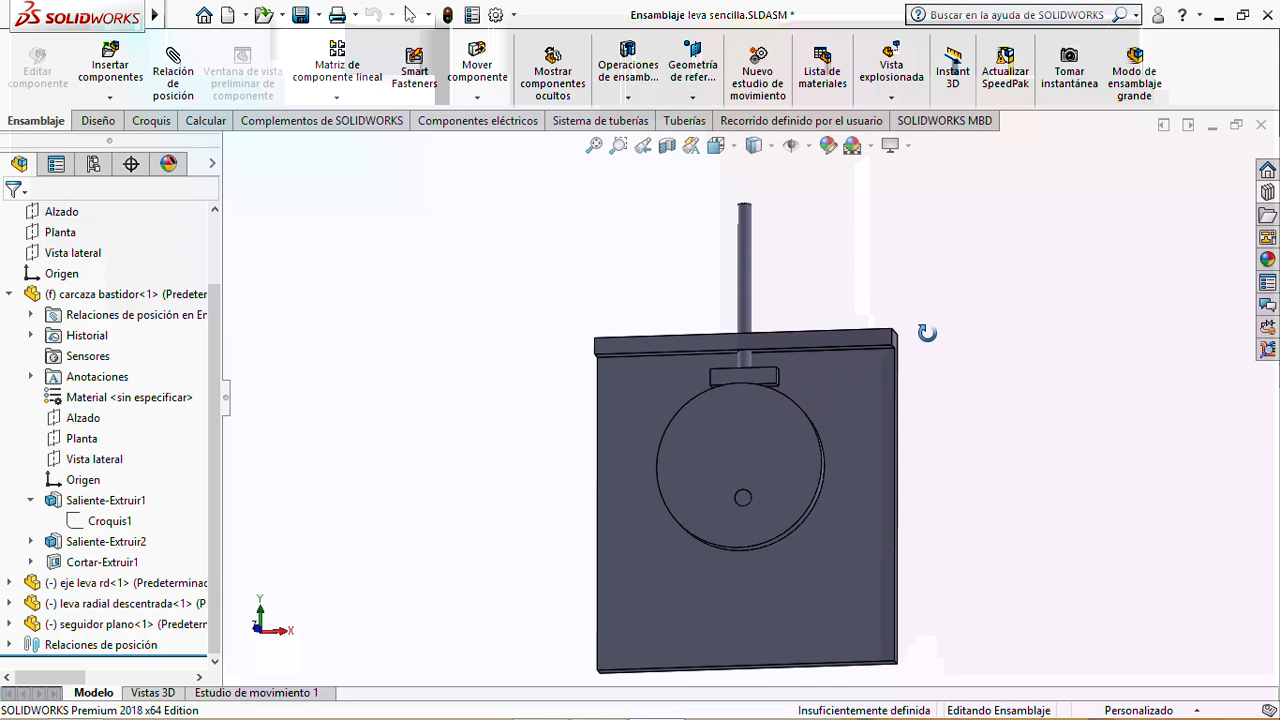 SOLIDWORKS
Ensamblaje leva sencilla.SLDASM *
Buscar en la ayuda de SOLIDWORKS
?
Editar componente
Insertar componentes
Relación de posición
Ventana de vista preliminar de componente
Matriz de componente lineal
Smart Fasteners
Mover componente
Mostrar componentes ocultos
Operaciones de ensamb...
Geometría de refer...
Nuevo estudio de movimiento
Lista de materiales
Vista explosionada
Instant 3D
Actualizar SpeedPak
Tomar instantánea
Modo de ensamblaje grande
Ensamblaje
Diseño
Croquis
Calcular
Complementos de SOLIDWORKS
Componentes eléctricos
Sistema de tuberías
Tuberías
Recorrido definido por el usuario
SOLIDWORKS MBD
Alzado
Planta
Vista lateral
Origen
(f) carcaza bastidor<1> (Predeter
Relaciones de posición en En
Historial
Sensores
Anotaciones
Material <sin especificar>
Alzado
Planta
Vista lateral
Origen
Saliente-Extruir1
Croquis1
Saliente-Extruir2
Cortar-Extruir1
(-) eje leva rd<1> (Predeterminac
(-) leva radial descentrada<1> (P
(-) seguidor plano<1> (Predetern
Relaciones de posición
Y
Z
X
Modelo
Vistas 3D
Estudio de movimiento 1
SOLIDWORKS Premium 2018 x64 Edition
Insuficientemente definida
Editando Ensamblaje
Personalizado